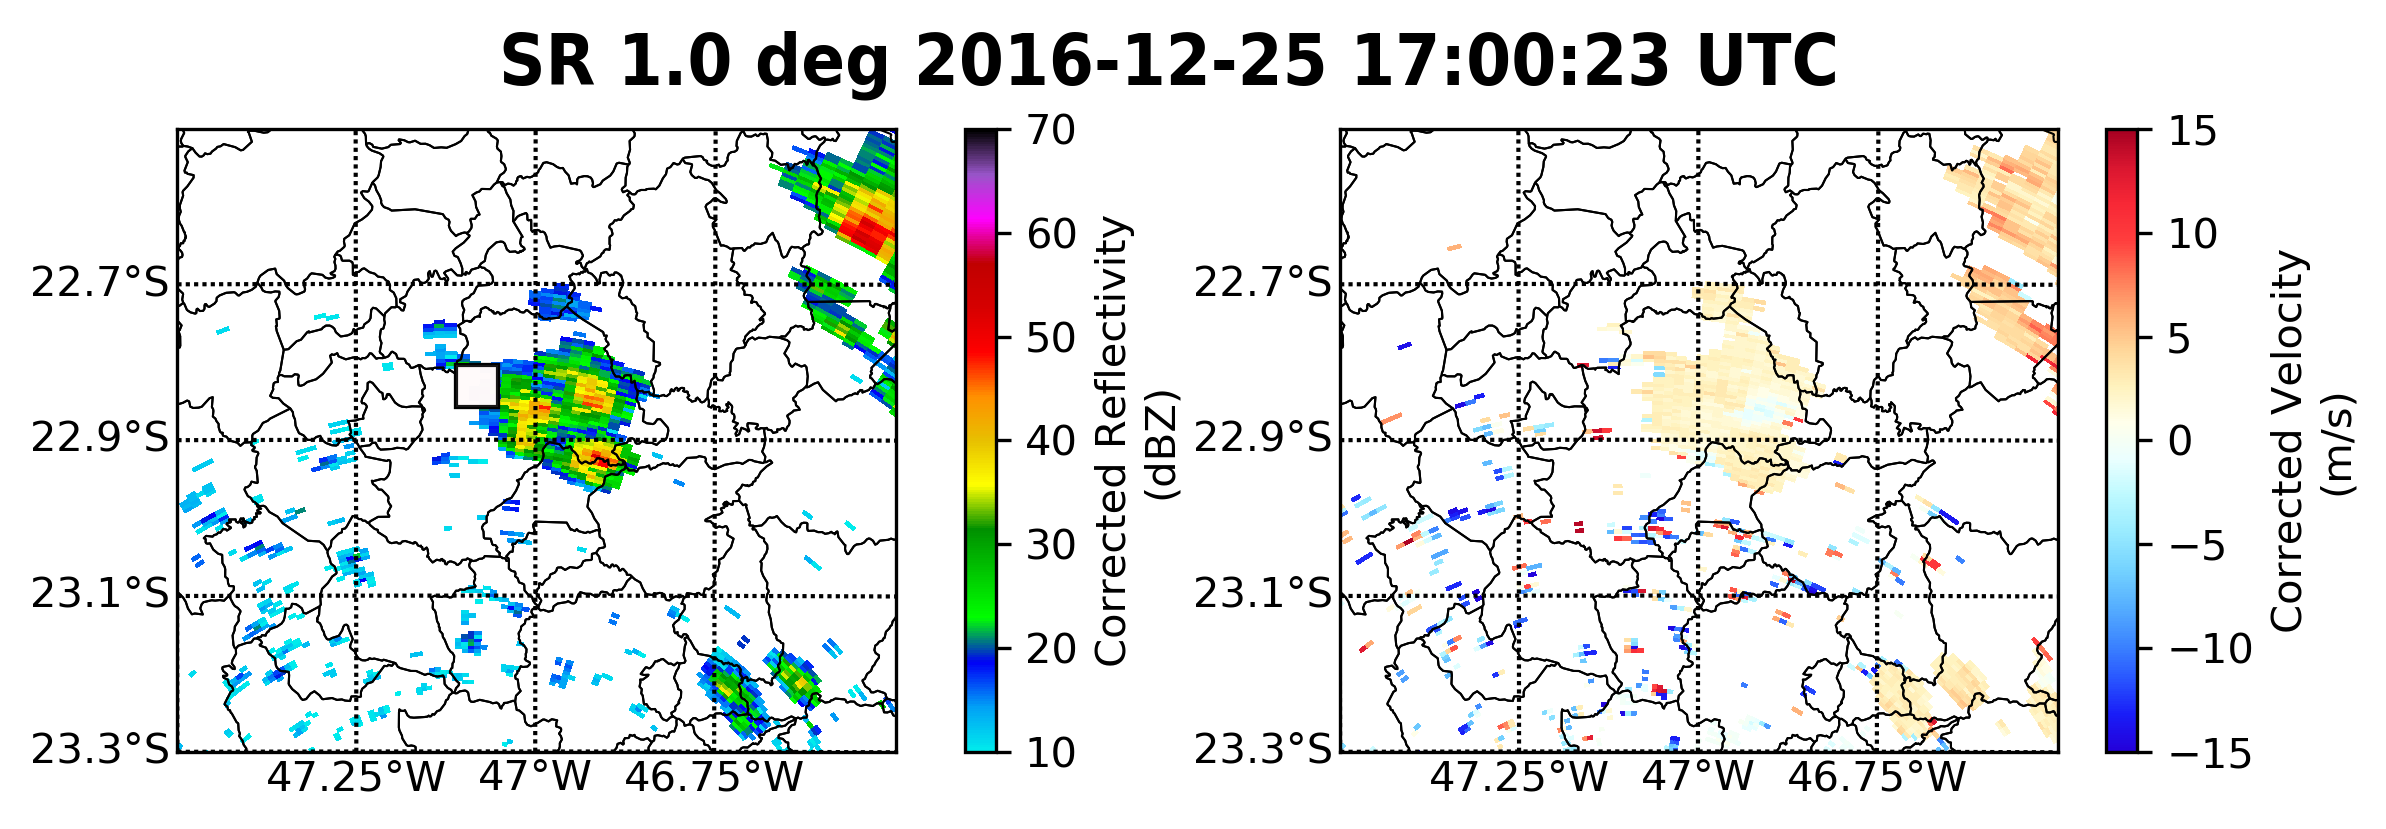 SR 1.0 deg 2016-12-25 17:00:23 UTC
22.7°S
22.9°S
23.1°S
23.3°S
47.25°W
47°W
46.75°W
70
60
50
40
30
20
10
Corrected Reflectivity
(dBZ)
22.7°S
22.9°S
23.1°S
23.3°S
47.25°W
47°W
46.75°W
15
10
5
0
−5
−10
−15
Corrected Velocity
(m/s)